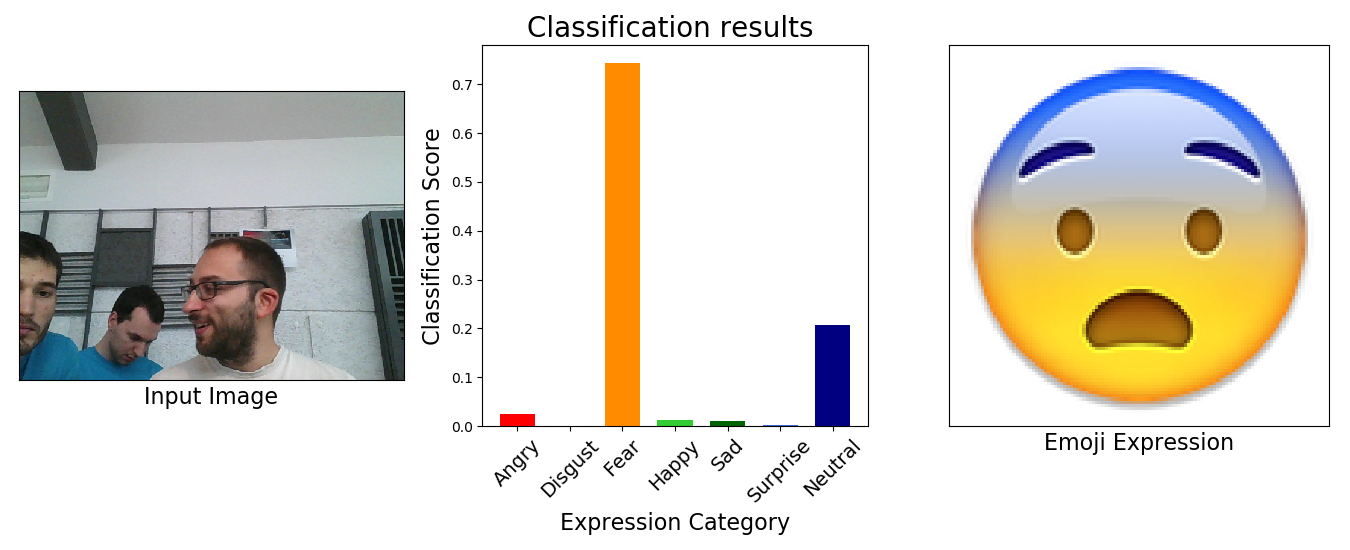 Classification results
Classification Score
0.7
0.6
0.5
0.4
0.3
0.2
0.1
0.0
Angry
Disgust
Fear
Happy
Sad
Surprise
Neutral
Expression Category
Input Image
Emoji Expression